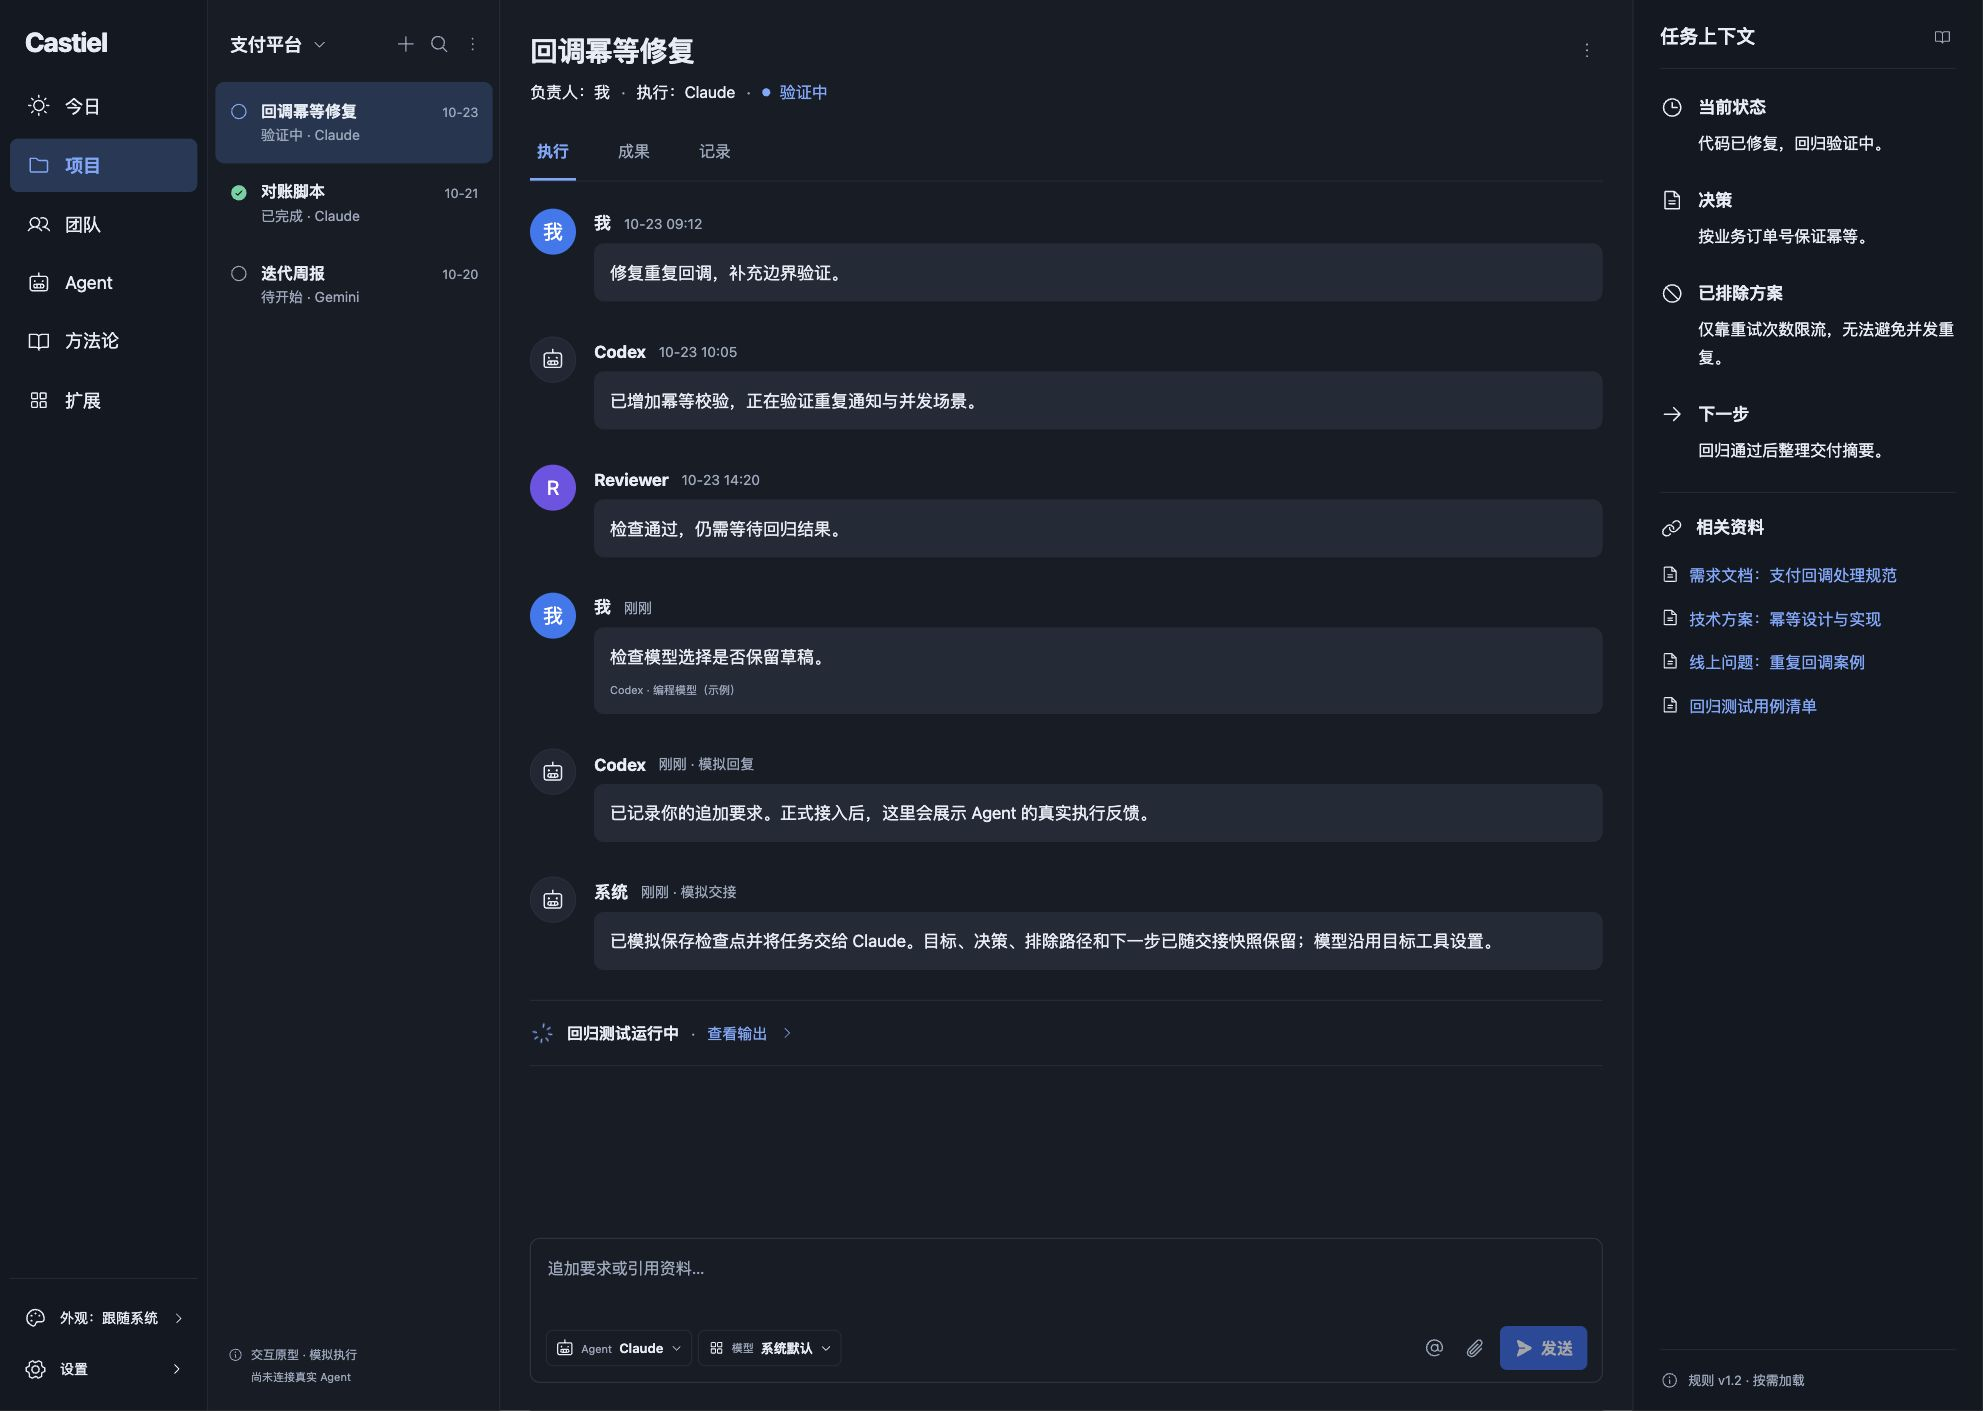 Castiel
今日
项目
团队
Agent
方法论
扩展
外观：跟随系统
设置
支付平台
回调幂等修复 10-23
验证中 · Claude
对账脚本 10-21
已完成 · Claude
迭代周报 10-20
待开始 · Gemini
交互原型 · 模拟执行
尚未连接真实 Agent
回调幂等修复
负责人：我 · 执行：Claude · 验证中
执行 成果 记录
我 我 10-23 09:12
修复重复回调，补充边界验证。
Codex 10-23 10:05
已增加幂等校验，正在验证重复通知与并发场景。
R Reviewer 10-23 14:20
检查通过，仍需等待回归结果。
我 我 刚刚
检查模型选择是否保留草稿。
Codex · 编程模型（示例）
Codex 刚刚 · 模拟回复
已记录你的追加要求。正式接入后，这里会展示 Agent 的真实执行反馈。
系统 刚刚 · 模拟交接
已模拟保存检查点并将任务交给 Claude。目标、决策、排除路径和下一步已随交接快照保留；模型沿用目标工具设置。
回归测试运行中 · 查看输出
追加要求或引用资料...
Agent Claude 模型 系统默认 发送
任务上下文
当前状态
代码已修复，回归验证中。
决策
按业务订单号保证幂等。
已排除方案
仅靠重试次数限流，无法避免并发重
复。
下一步
回归通过后整理交付摘要。
相关资料
需求文档：支付回调处理规范
技术方案：幂等设计与实现
线上问题：重复回调案例
回归测试用例清单
规则 v1.2 · 按需加载